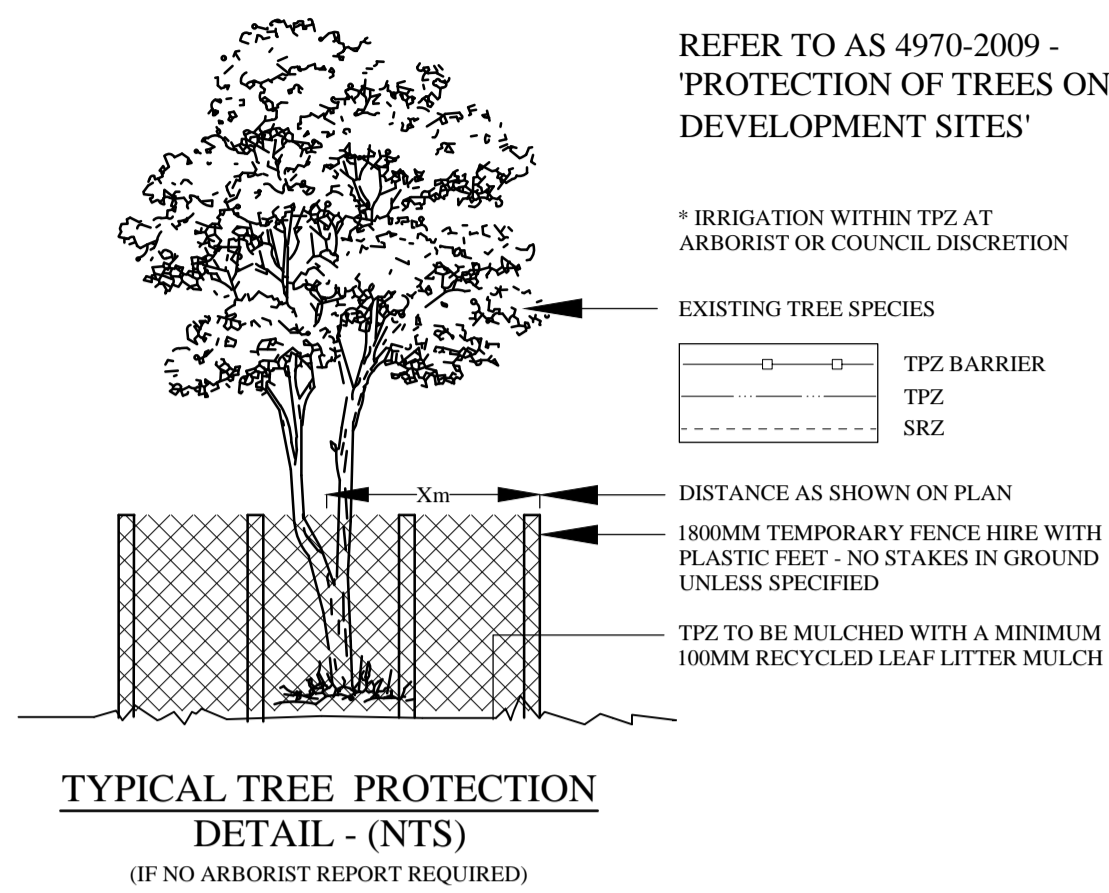 REFER TO AS 4970-2009 -
'PROTECTION OF TREES ON
DEVELOPMENT SITES'
* IRRIGATION WITHIN TPZ AT
ARBORIST OR COUNCIL DISCRETION
EXISTING TREE SPECIES
TPZ BARRIER
TPZ
SRZ
Xm
DISTANCE AS SHOWN ON PLAN
1800MM TEMPORARY FENCE HIRE WITH
PLASTIC FEET - NO STAKES IN GROUND
UNLESS SPECIFIED
TPZ TO BE MULCHED WITH A MINIMUM
100MM RECYCLED LEAF LITTER MULCH
TYPICAL TREE PROTECTION
DETAIL - (NTS)
(IF NO ARBORIST REPORT REQUIRED)